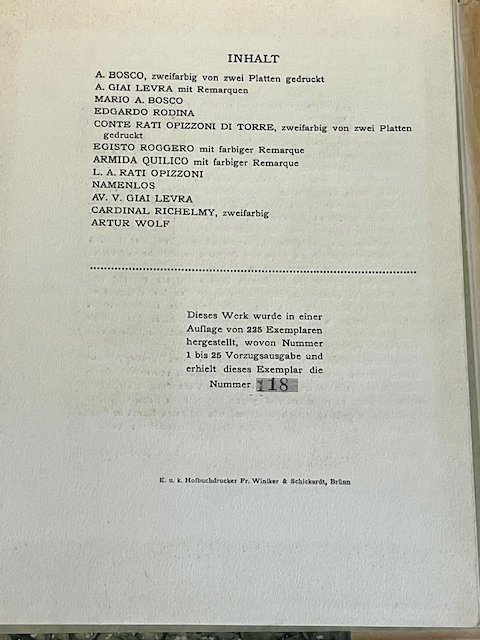 INHALT
A. BOSCO, zweifarbig von zwei Platten gedruckt
A. GIAI LEVRA mit Remarquen
MARIO A. BOSCO
EDGARDO RODINA
CONTE RATI OPIZZONI DI TORRE, zweifarbig von zwei Platten
gedruckt
EGISTO ROGGERO mit farbiger Remarque
ARMIDA QUILICO mit farbiger Remarque
L. A. RATI OPIZZONI
NAMENLOS
AV. V. GIAI LEVRA
CARDINAL RICHELMY, zweifarbig
ARTUR WOLF
Dieses Werk wurde in einer
Auflage von 225 Exemplaren
hergestellt, wovon Nummer
1 bis 25 Vorzugsausgabe und
erhielt dieses Exemplar die
Nummer 118
K. u. k. Hofbuchdrucker Fr. Winiker & Schickardt, Brünn